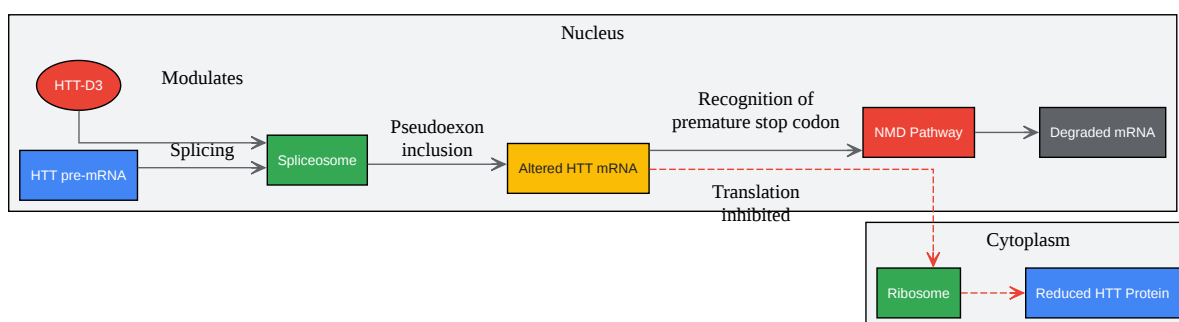 Nucleus
HTT-D3
Modulates
HTT pre-mRNA
Splicing
Spliceosome
Pseudoexon
inclusion
Altered HTT mRNA
Recognition of
premature stop codon
NMD Pathway
Degraded mRNA
Translation
inhibited
Cytoplasm
Ribosome
Reduced HTT Protein